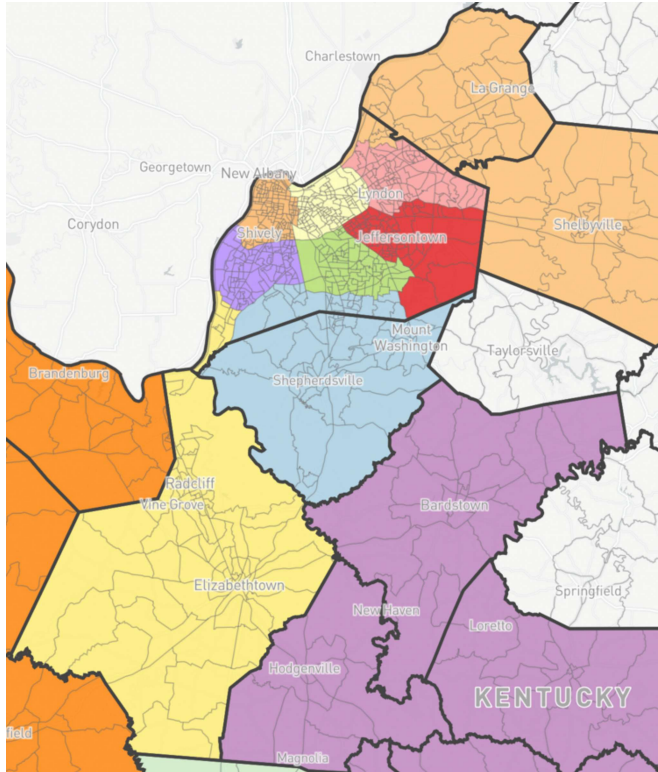 Charlestown
La Grange
Georgetown
New Albany
Lyndon
Corydon
Shively
Jeffersontown
Shelbyville
Mount
Washington
Taylorsville
Brandenburg
Shepherdsville
Radcliff
Vine Grove
Bardstown
Elizabethtown
Springfield
New Haven
Loretto
Hodgenville
KENTUCKY
field
Magnolia